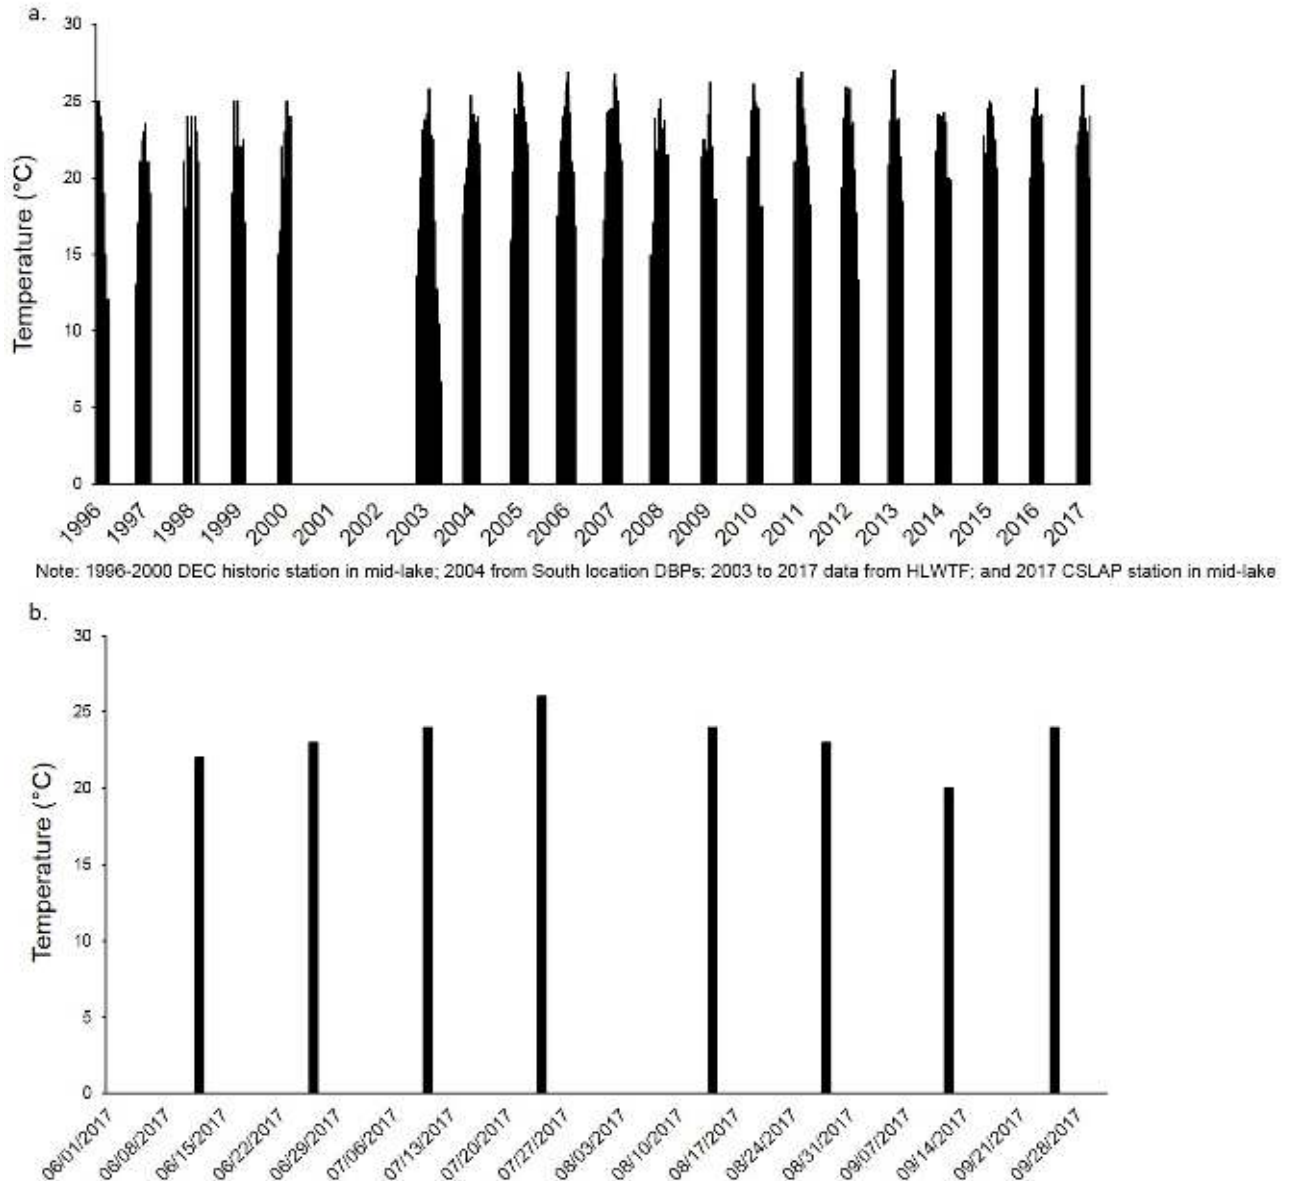 a.
30
25
20
15
10
5
0
Temperature (°C)
1996 1997 1998 1999 2000 2001 2002 2003 2004 2005 2006 2007 2008 2009 2010 2011 2012 2013 2014 2015 2016 2017
Note: 1996-2000 DEC historic station in mid-lake; 2004 from South location DBPs; 2003 to 2017 data from HLWTF; and 2017 CSLAP station in mid-lake
b.
30
25
20
15
10
5
0
Temperature (°C)
06/01/2017 06/08/2017 06/15/2017 06/22/2017 06/29/2017 07/06/2017 07/13/2017 07/20/2017 07/27/2017 08/03/2017 08/10/2017 08/17/2017 08/24/2017 08/31/2017 09/07/2017 09/14/2017 09/21/2017 09/28/2017